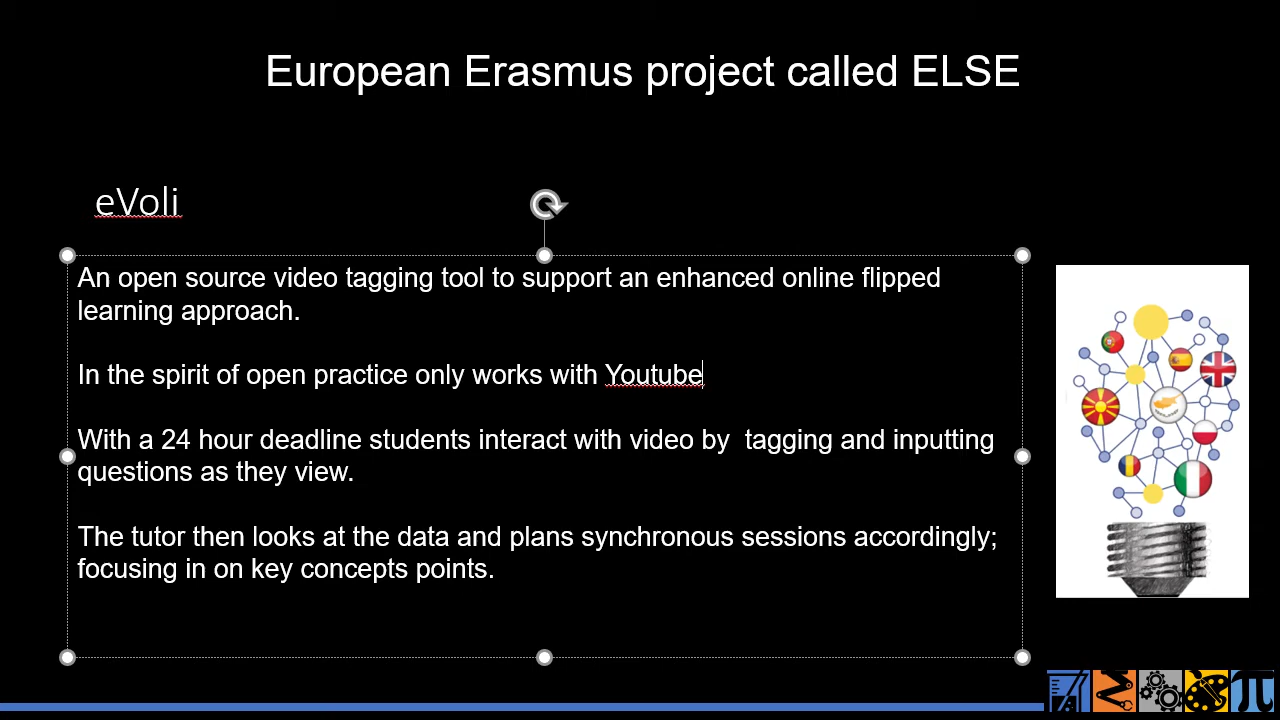 European Erasmus project called ELSE
eVoli
An open source video tagging tool to support an enhanced online flipped
learning approach.
In the spirit of open practice only works with Youtube
With a 24 hour deadline students interact with video by  tagging and inputting
questions as they view.
The tutor then looks at the data and plans synchronous sessions accordingly;
focusing in on key concepts points.
π